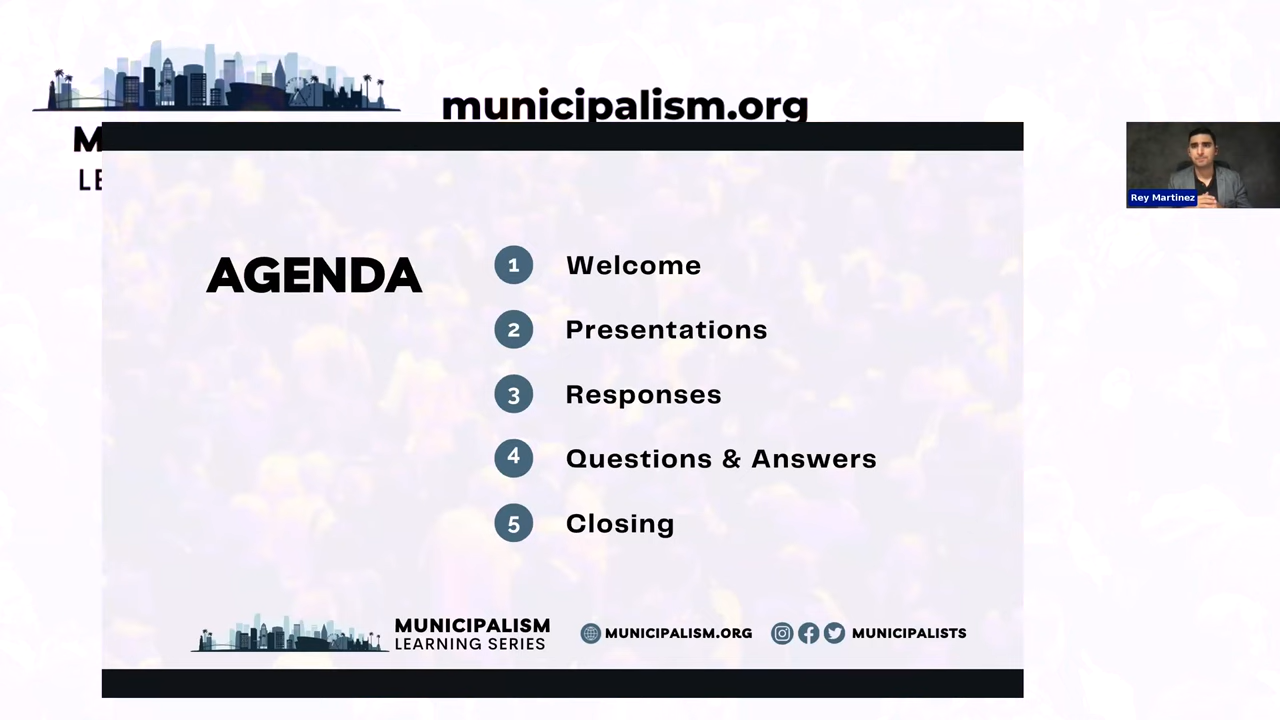 municipalism.org
M
LE
Rey Martinez
AGENDA
1 Welcome
2 Presentations
3 Responses
4 Questions & Answers
5 Closing
MUNICIPALISM
LEARNING SERIES
MUNICIPALISM.ORG
MUNICIPALISTS